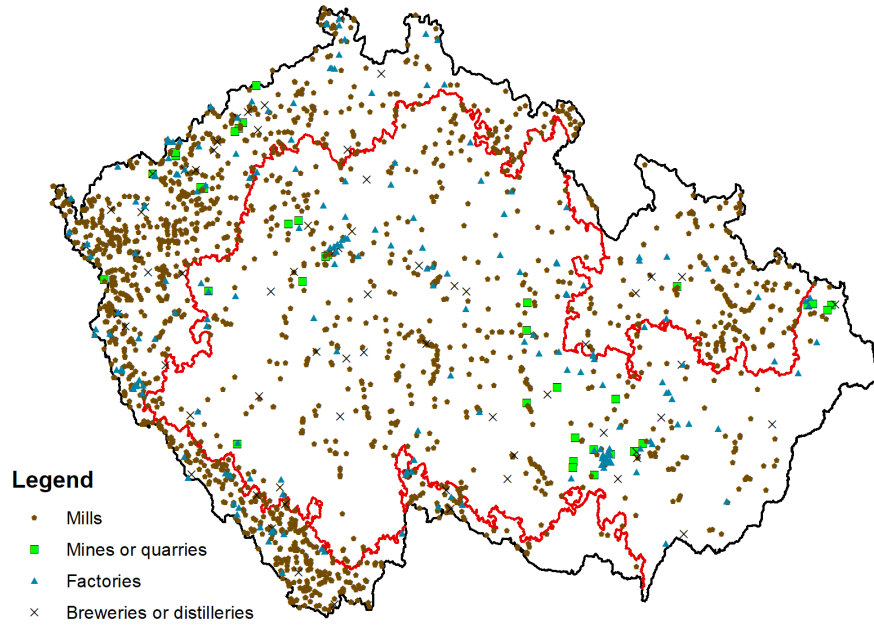 Legend
Mills
Mines or quarries
Factories
Breweries or distilleries